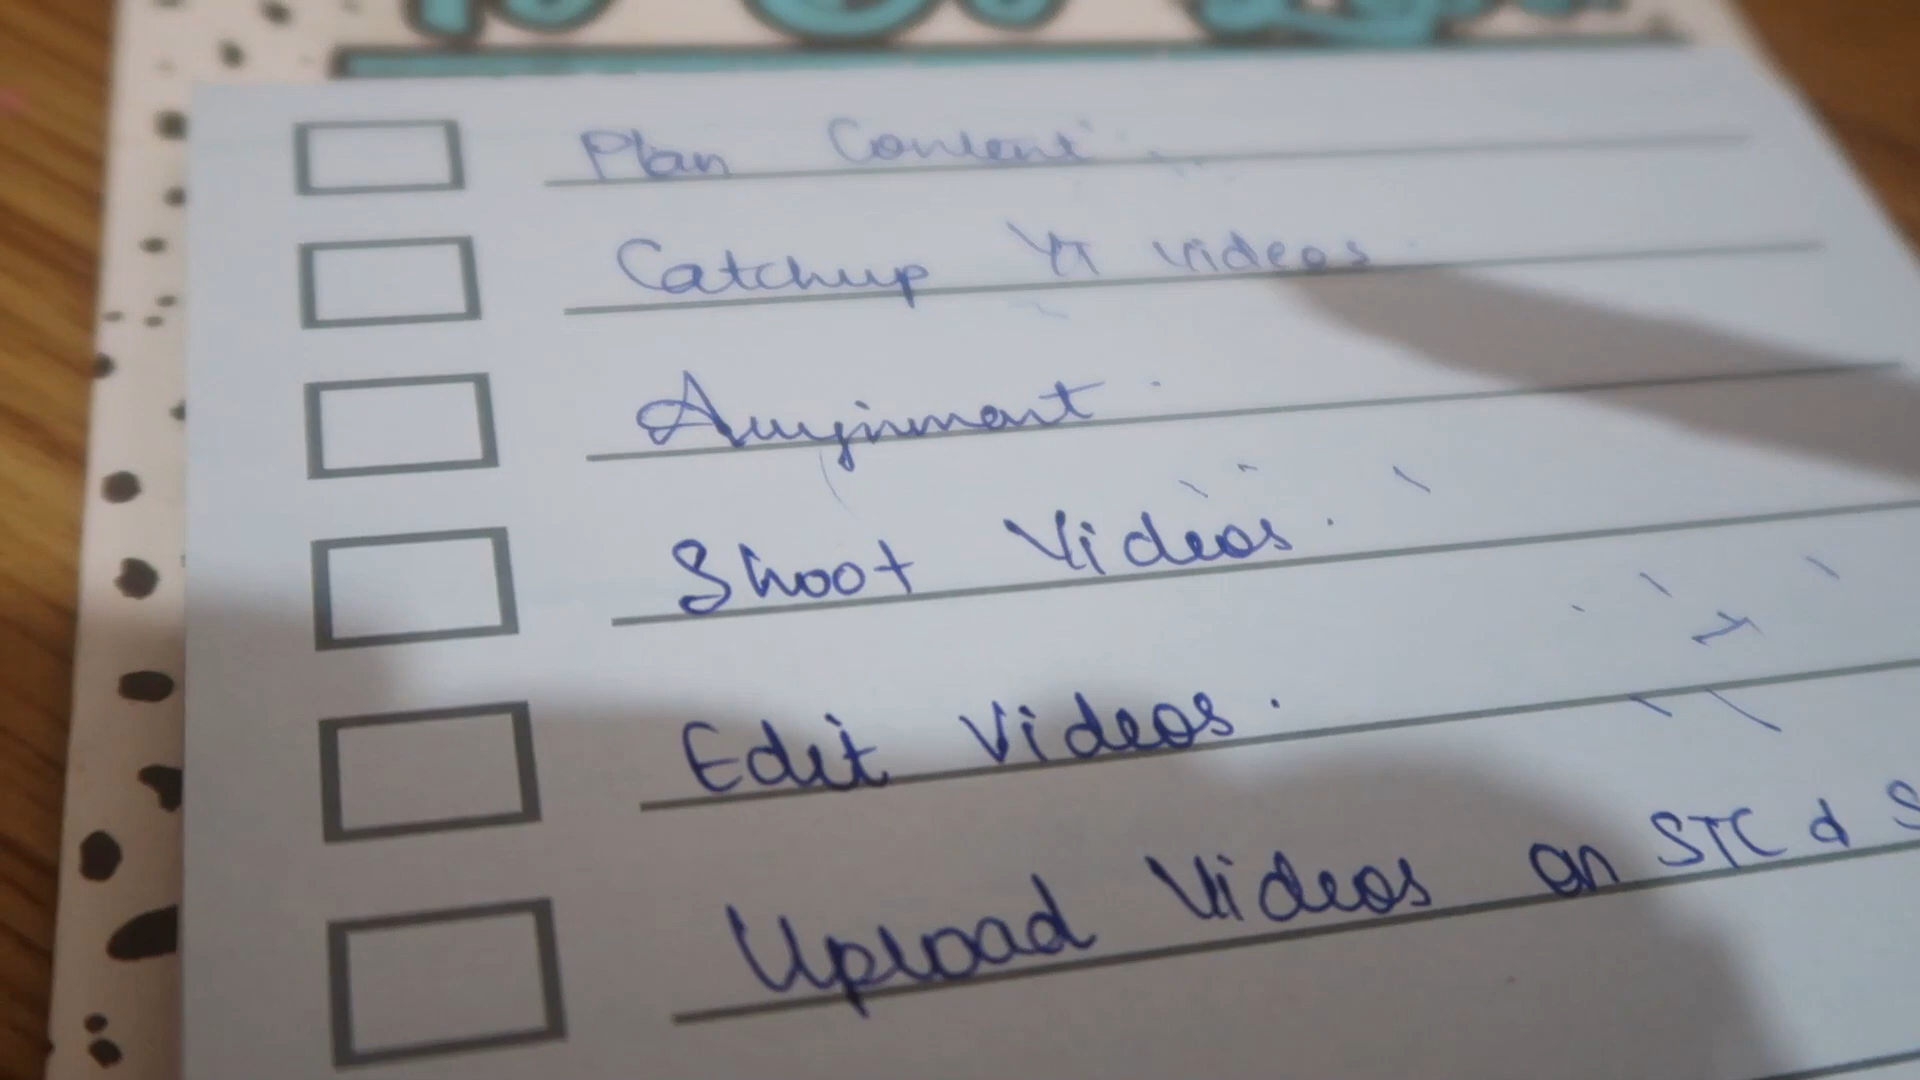 Plan Content
Catchup YT videos.
Assignment.
Shoot Videos.
Edit Videos.
Upload Videos on STC & S